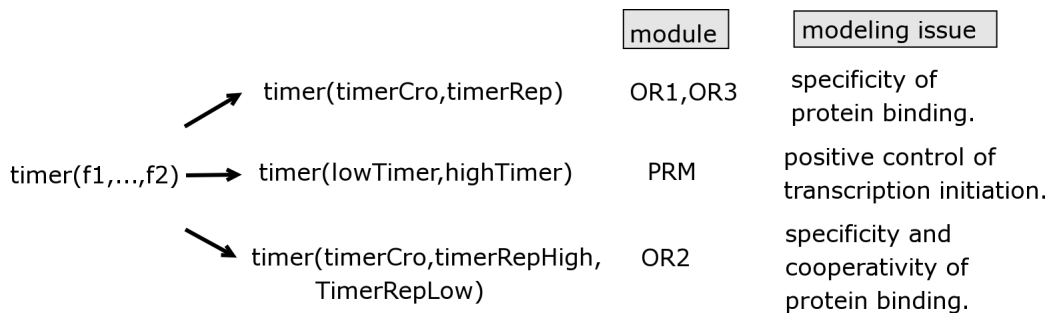 module
modeling issue
timer(timerCro,timerRep)
OR1,OR3
specificity of
protein binding.
timer(f1,...,f2)
timer(lowTimer,highTimer)
PRM
positive control of
transcription initiation.
timer(timerCro,timerRepHigh,
TimerRepLow)
OR2
specificity and
cooperativity of
protein binding.